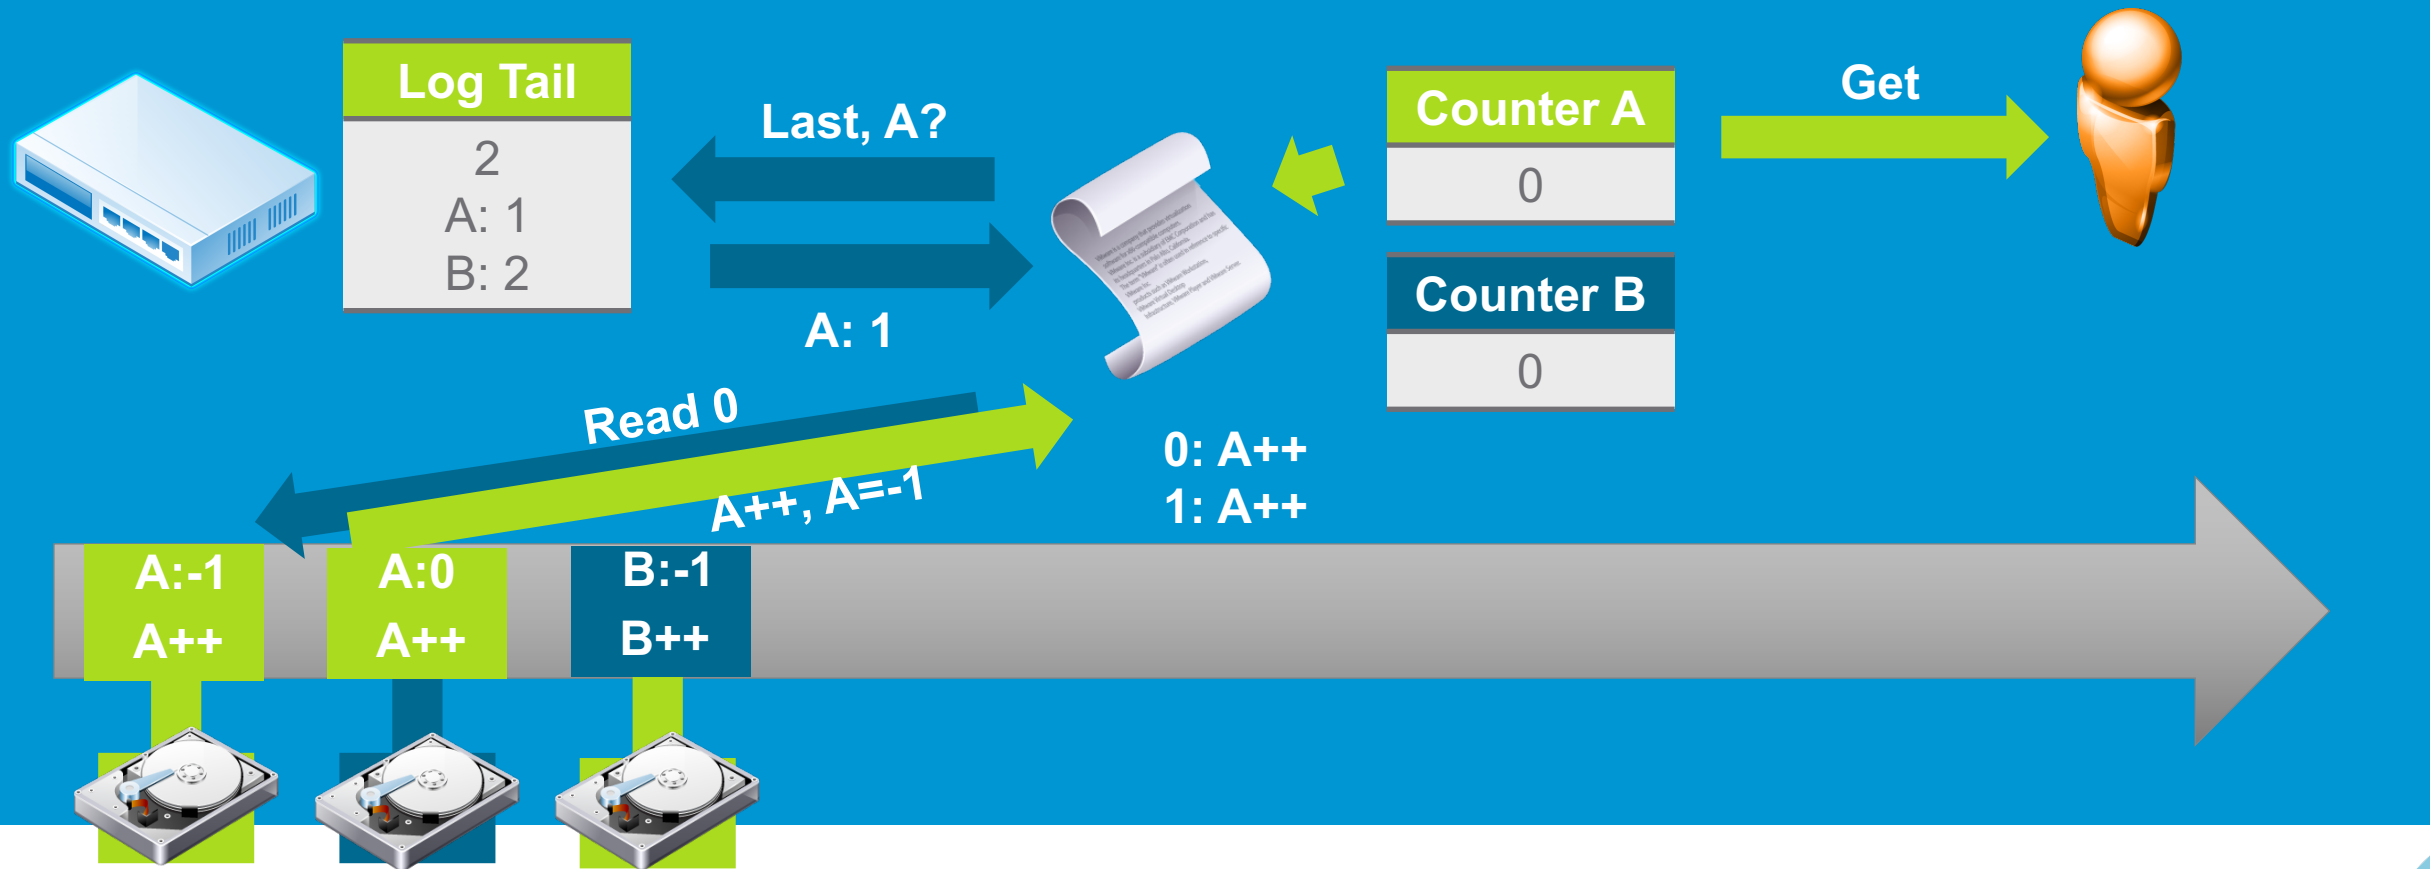 Log Tail
2
A: 1
B: 2
Last, A?
A: 1
Counter A
0
Get
Counter B
0
Read 0
A++, A=-1
0: A++
1: A++
A:-1
A++
A:0
A++
B:-1
B++